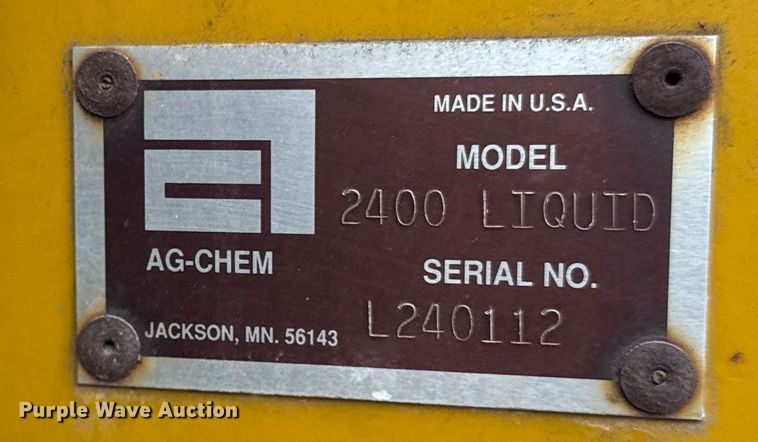 MADE IN U.S.A.
MODEL
2400 LIQUID
AG-CHEM
SERIAL NO.
L240112
JACKSON, MN. 56143
Purple Wave Auction